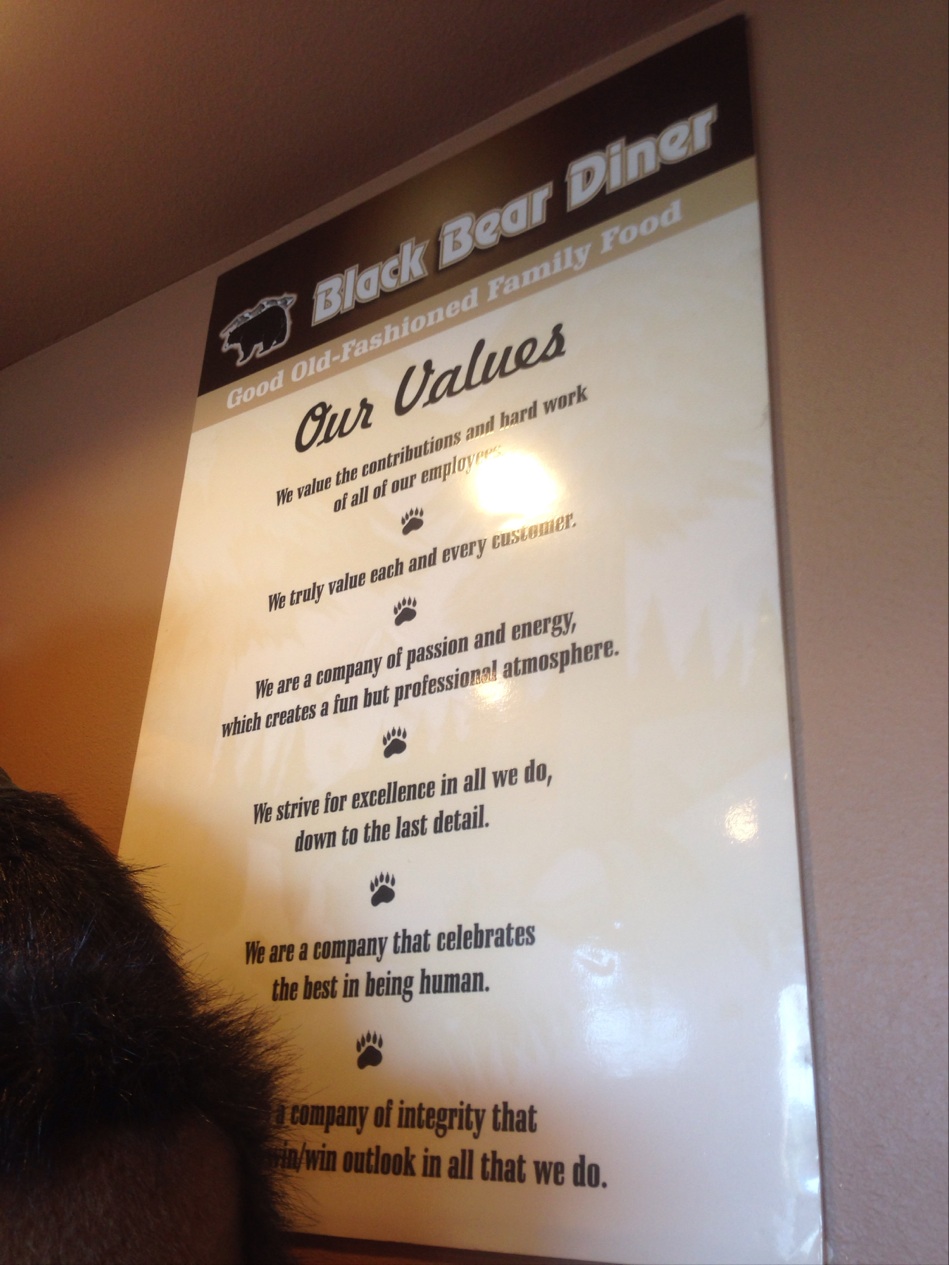 Black Bear Diner
Good Old-Fashioned Family Food
Our Values
We value the contributions and hard work
of all of our employees
We truly value each and every customer.
We are a company of passion and energy,
which creates a fun but professional atmosphere.
We strive for excellence in all we do,
down to the last detail.
We are a company that celebrates
the best in being human.
a company of integrity that
win/win outlook in all that we do.